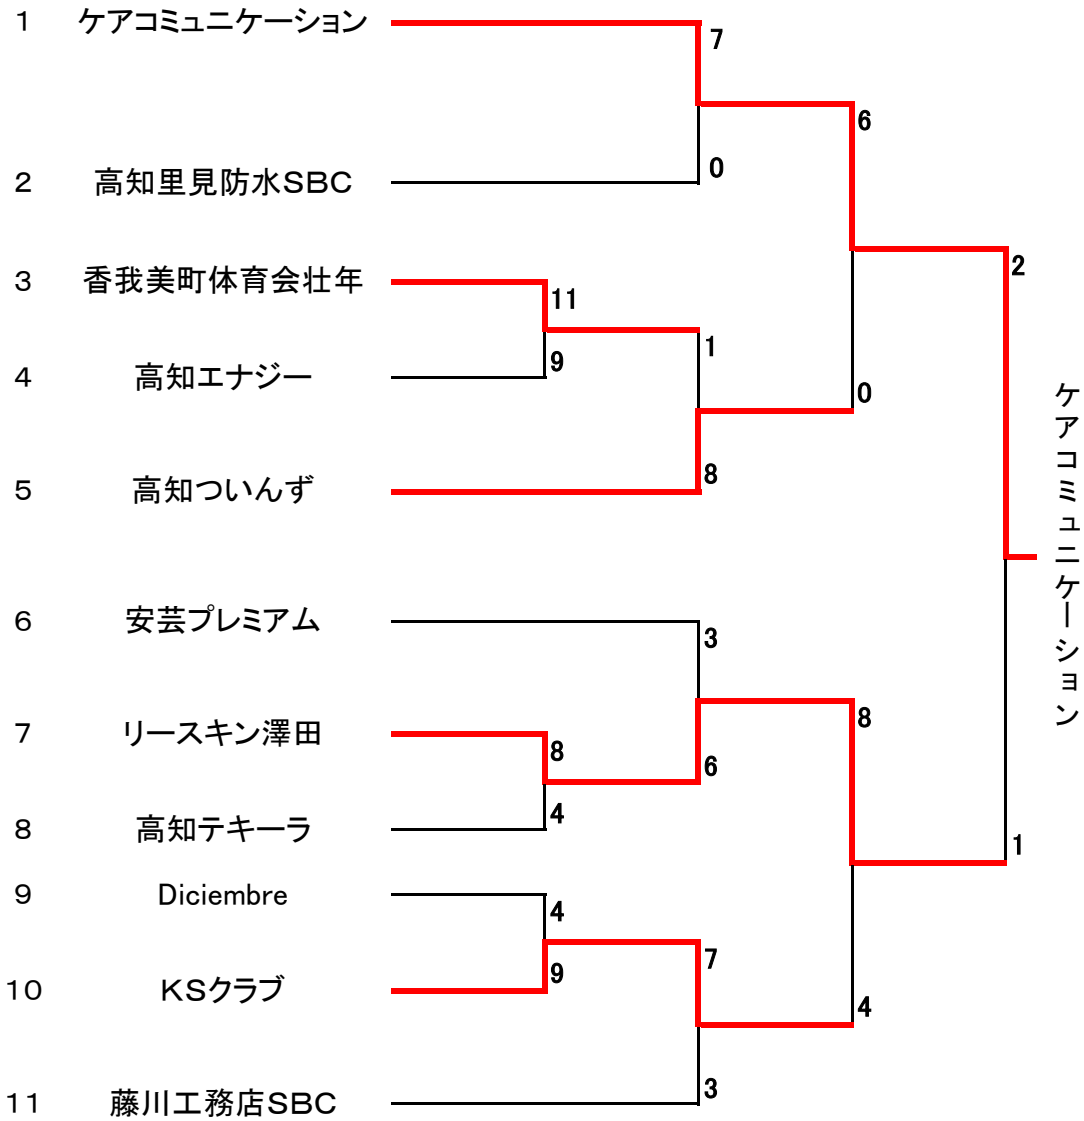 1 ケアコミュニケーション
7
6
0
2 高知里見防水SBC
2
3 香我美町体育会壮年
11
1
9
4 高知エナジー
0
8
5 高知ついんず
ケアコミュニケーション
6 安芸プレミアム
3
8
7 リースキン澤田
8
6
4
8 高知テキーラ
1
9 Diciembre
4
7
9
10 KSクラブ
4
3
11 藤川工務店SBC